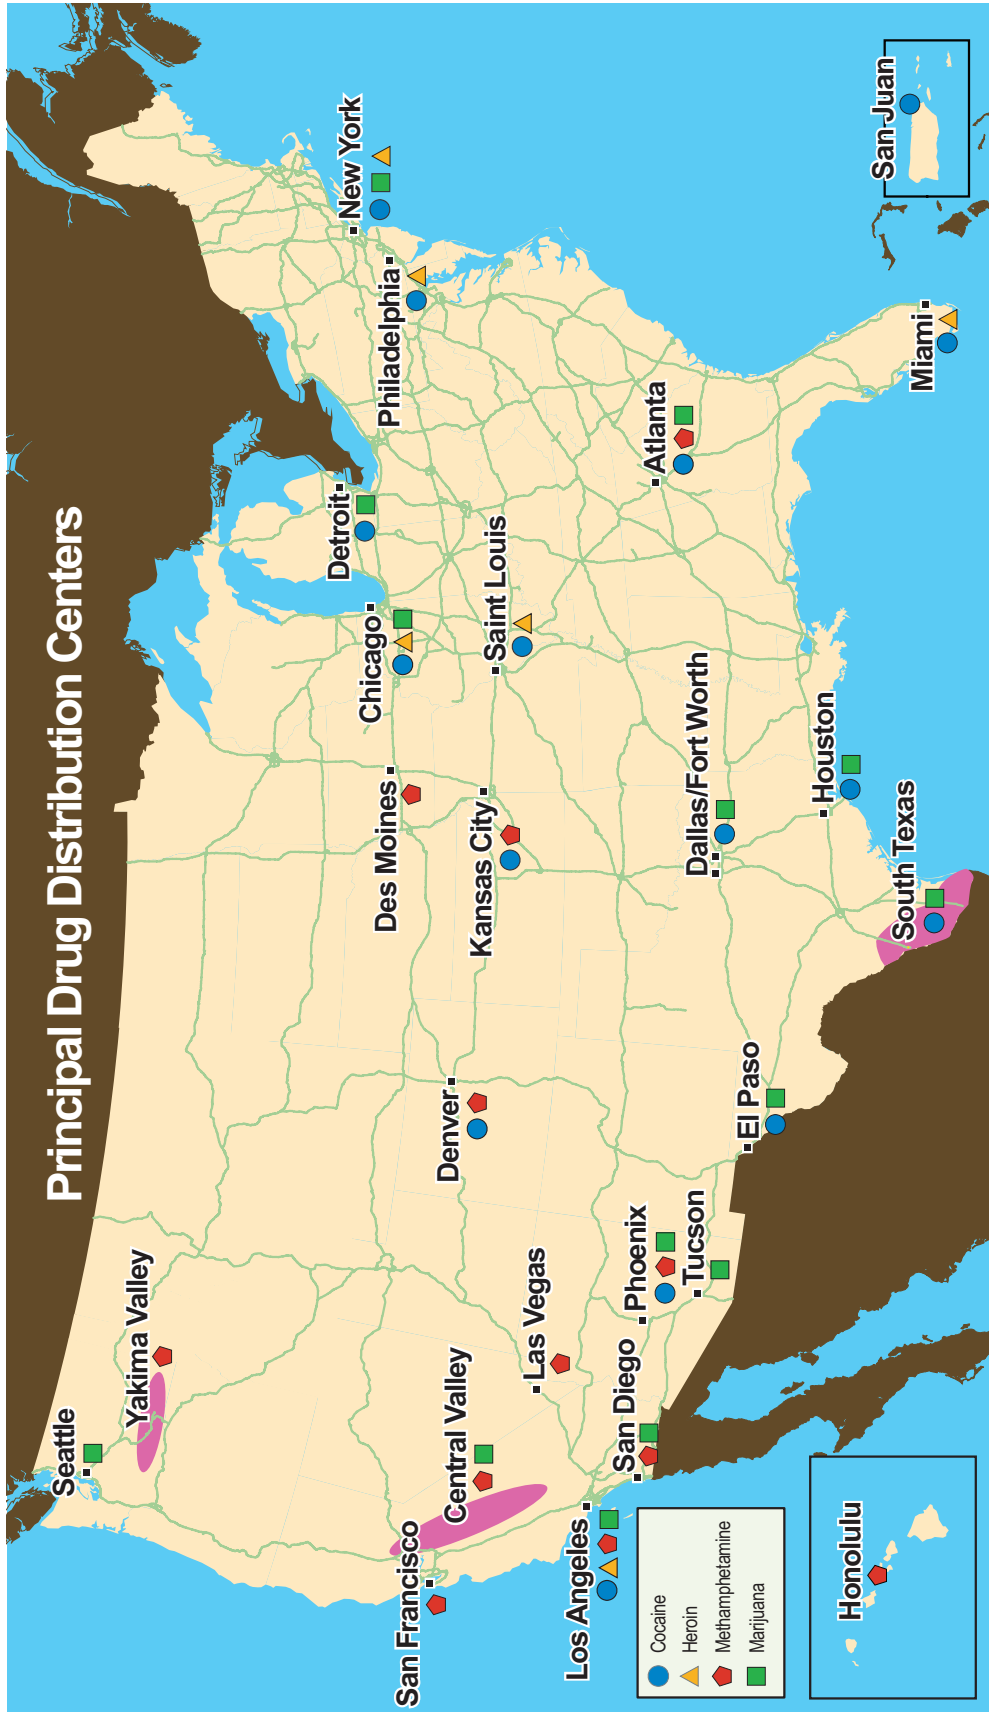 Principal Drug Distribution Centers
Seattle
Yakima Valley
San Francisco
Central Valley
Las Vegas
Los Angeles
San Diego
Phoenix
Tucson
Denver
El Paso
Des Moines
Kansas City
Dallas/Fort Worth
Houston
South Texas
Chicago
Saint Louis
Detroit
Atlanta
Philadelphia
New York
Miami
San Juan
Honolulu
Cocaine
Heroin
Methamphetamine
Marijuana